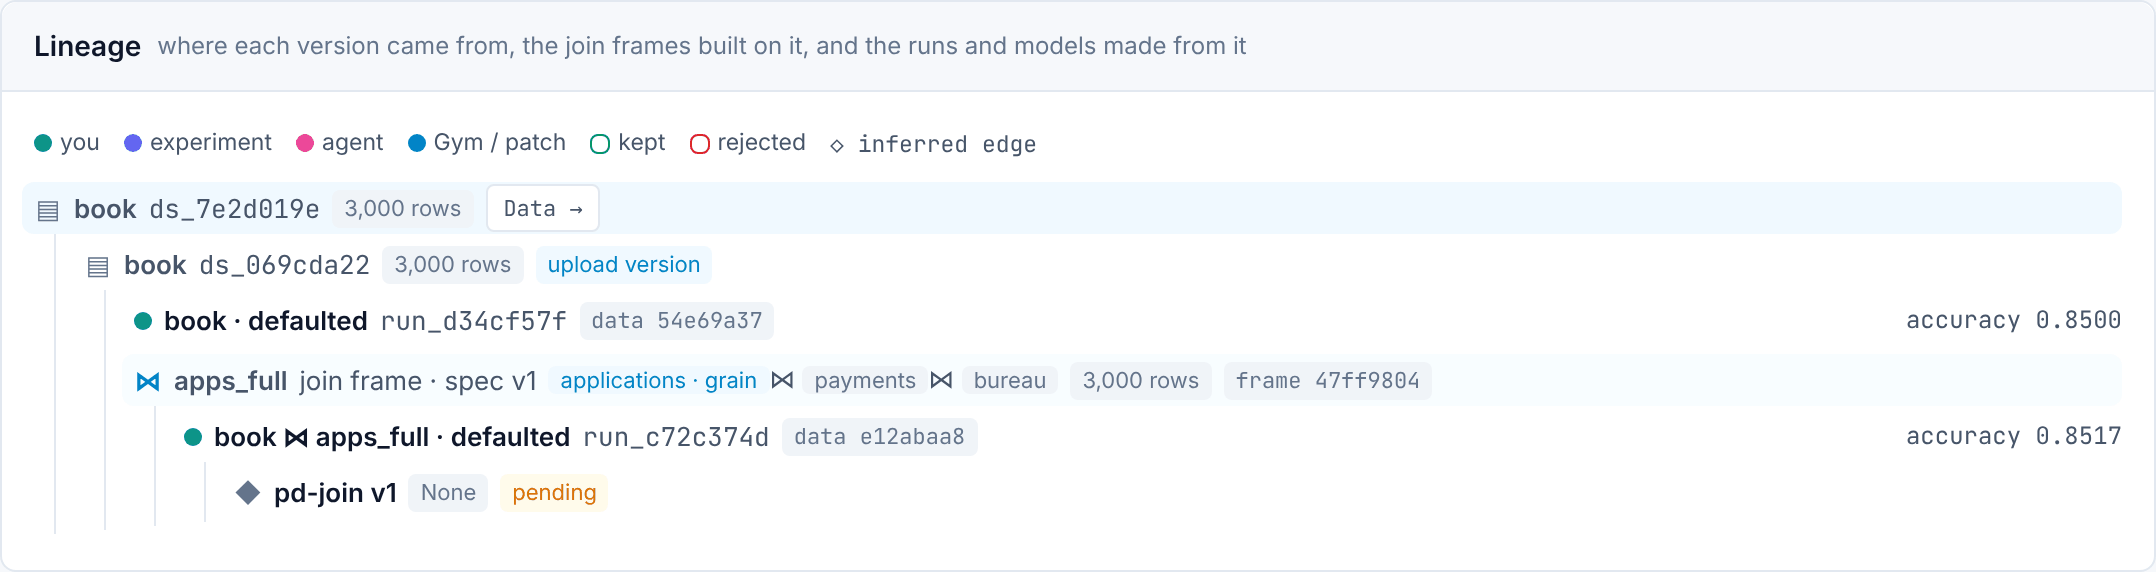 Lineage where each version came from, the join frames built on it, and the runs and models made from it
you experiment agent Gym / patch kept rejected ◇ inferred edge
book ds_7e2d019e 3,000 rows Data →
book ds_069cda22 3,000 rows upload version
book · defaulted run_d34cf57f data 54e69a37 accuracy 0.8500
⋈ apps_full join frame · spec v1 applications · grain ⋈ payments ⋈ bureau 3,000 rows frame 47ff9804
book ⋈ apps_full · defaulted run_c72c374d data e12abaa8 accuracy 0.8517
◆ pd-join v1 None pending